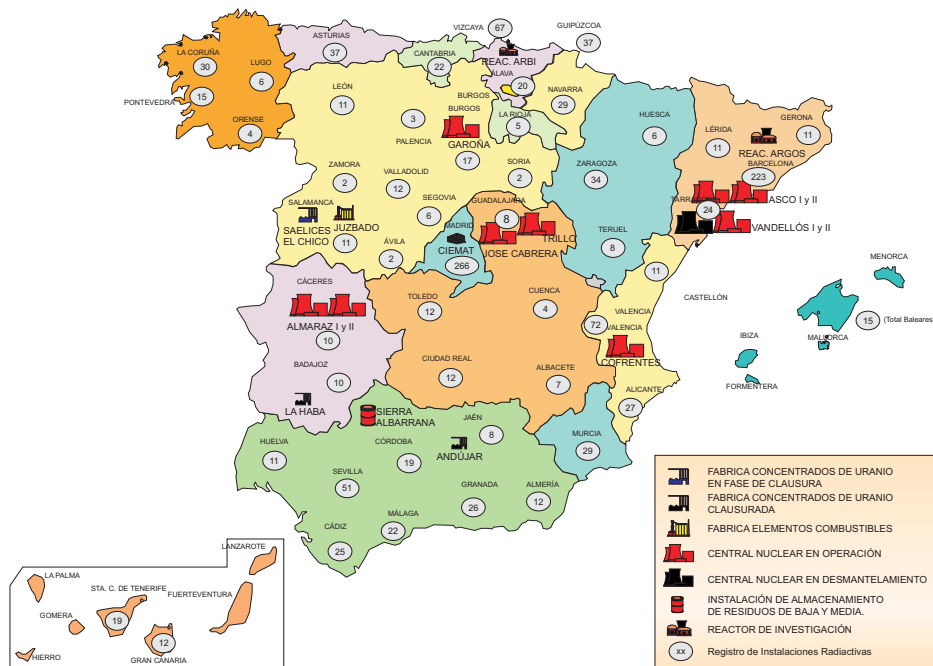 VIZCAYA
67
GUIPÚZCOA
37
ASTURIAS
37
CANTABRIA
22
REAC. ARBI
ÁLAVA
20
LA CORUÑA
30
LUGO
6
PONTEVEDRA
15
ORENSE
4
LEÓN
11
BURGOS
BURGOS
3
PALENCIA
GAROÑA
17
LA RIOJA
5
NAVARRA
29
HUESCA
6
LÉRIDA
11
GERONA
11
REAC. ARGOS
BARCELONA
223
ZAMORA
2
VALLADOLID
12
SORIA
2
ZARAGOZA
34
SEGOVIA
6
GUADALAJARA
8
TARRA
24
ASCO I y II
VANDELLÓS I y II
SALAMANCA
SAELICES
EL CHICO
JUZBADO
11
ÁVILA
2
MADRID
CIEMAT
266
TRILLO
JOSE CABRERA
TERUEL
8
11
CASTELLÓN
MENORCA
CÁCERES
ALMARAZ I y II
10
TOLEDO
12
CUENCA
4
VALENCIA
72
VALENCIA
COFRENTES
15
(Total Baleares)
MALLORCA
IBIZA
FORMENTERA
BADAJOZ
10
LA HABA
CIUDAD REAL
12
ALBACETE
7
ALICANTE
27
SIERRA
ALBARRANA
JAÉN
8
ANDÚJAR
MURCIA
29
HUELVA
11
CÓRDOBA
19
SEVILLA
51
GRANADA
26
ALMERÍA
12
MÁLAGA
22
CÁDIZ
25
LANZAROTE
LA PALMA
STA. C. DE TENERIFE
FUERTEVENTURA
GOMERA
19
12
HIERRO
GRAN CANARIA
FABRICA CONCENTRADOS DE URANIO
EN FASE DE CLAUSURA
FABRICA CONCENTRADOS DE URANIO
CLAUSURADA
FABRICA ELEMENTOS COMBUSTIBLES
CENTRAL NUCLEAR EN OPERACIÓN
CENTRAL NUCLEAR EN DESMANTELAMIENTO
INSTALACIÓN DE ALMACENAMIENTO
DE RESIDUOS DE BAJA Y MEDIA.
REACTOR DE INVESTIGACIÓN
xx Registro de Instalaciones Radiactivas